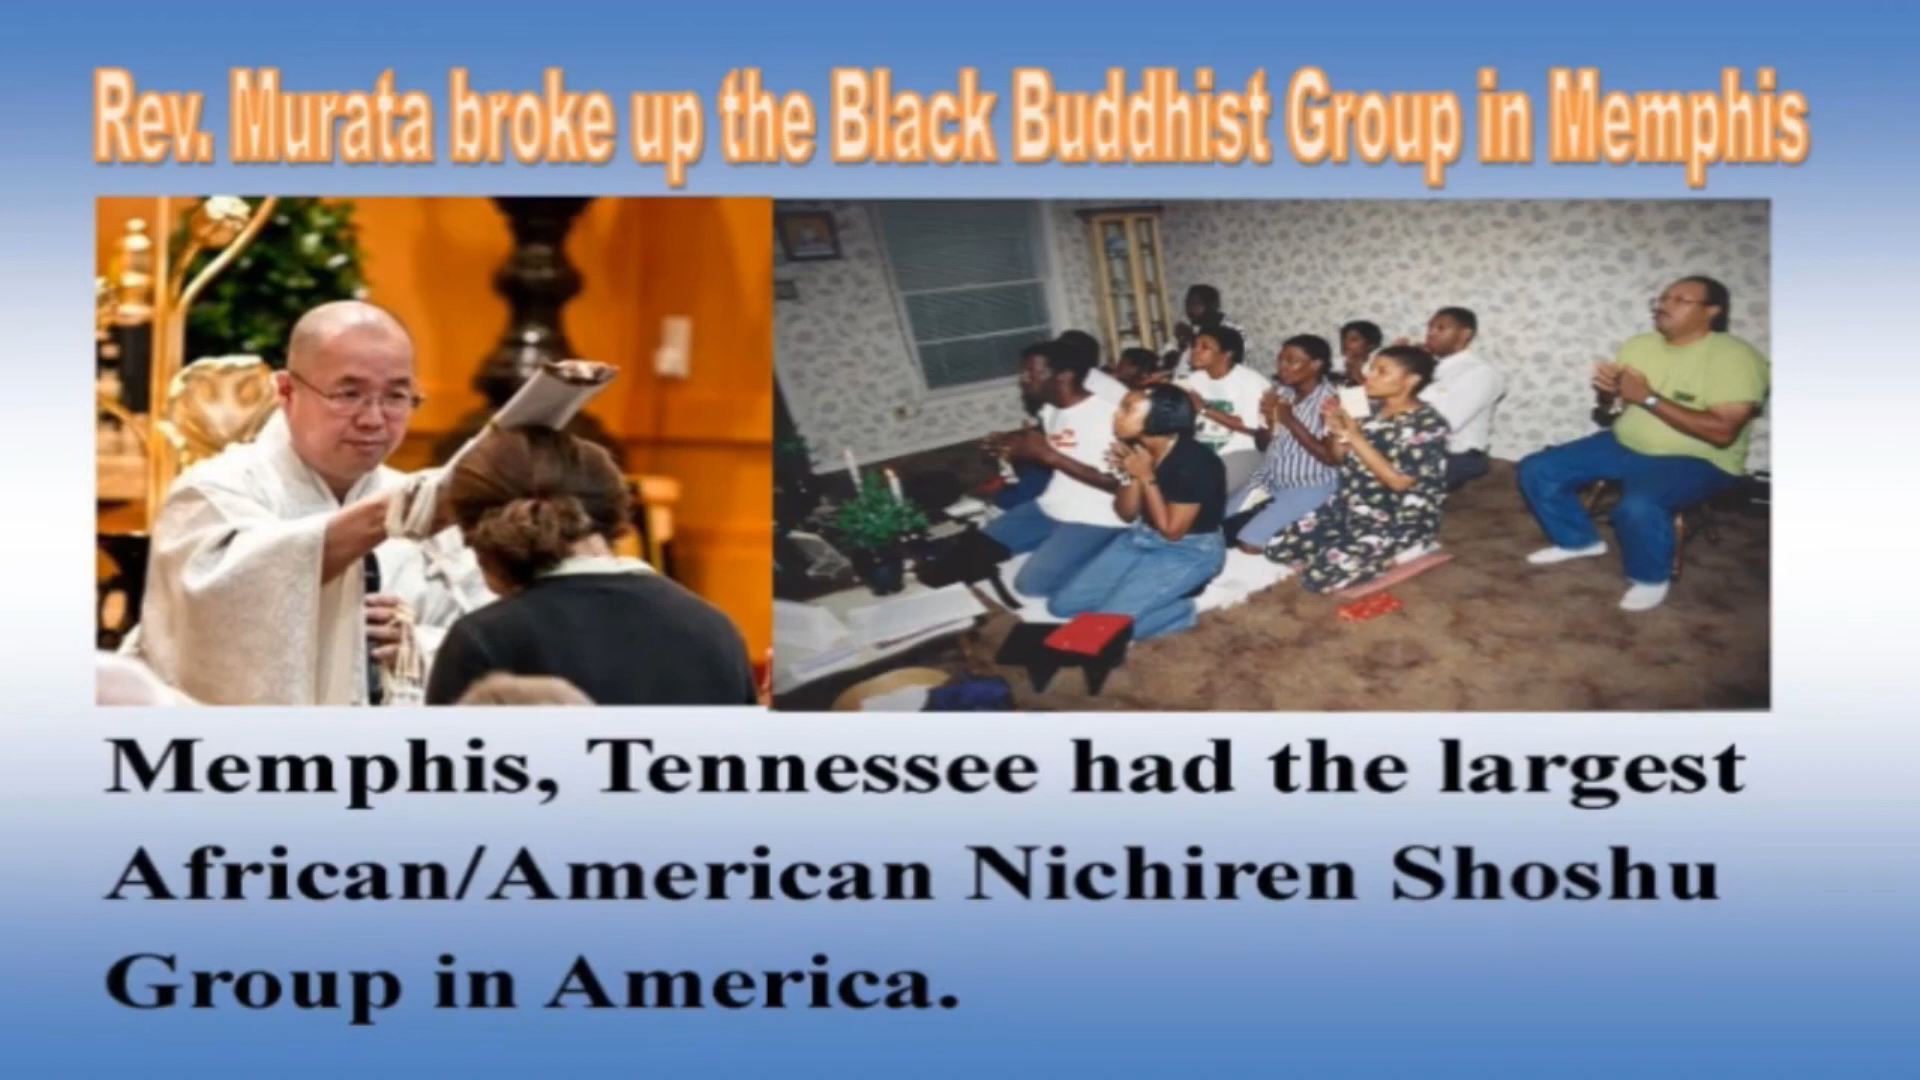 Rev. Murata broke up the Black Buddhist Group in Memphis
Memphis, Tennessee had the largest
African/American Nichiren Shoshu
Group in America.